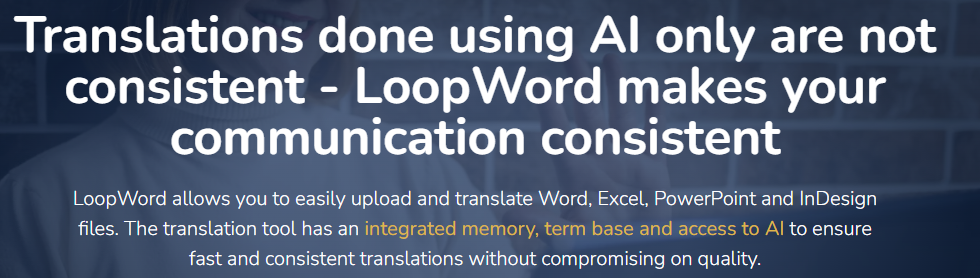 Translations done using AI only are not
consistent - LoopWord makes your
communication consistent
LoopWord allows you to easily upload and translate Word, Excel, PowerPoint and InDesign
files. The translation tool has an integrated memory, term base and access to AI to ensure
fast and consistent translations without compromising on quality.